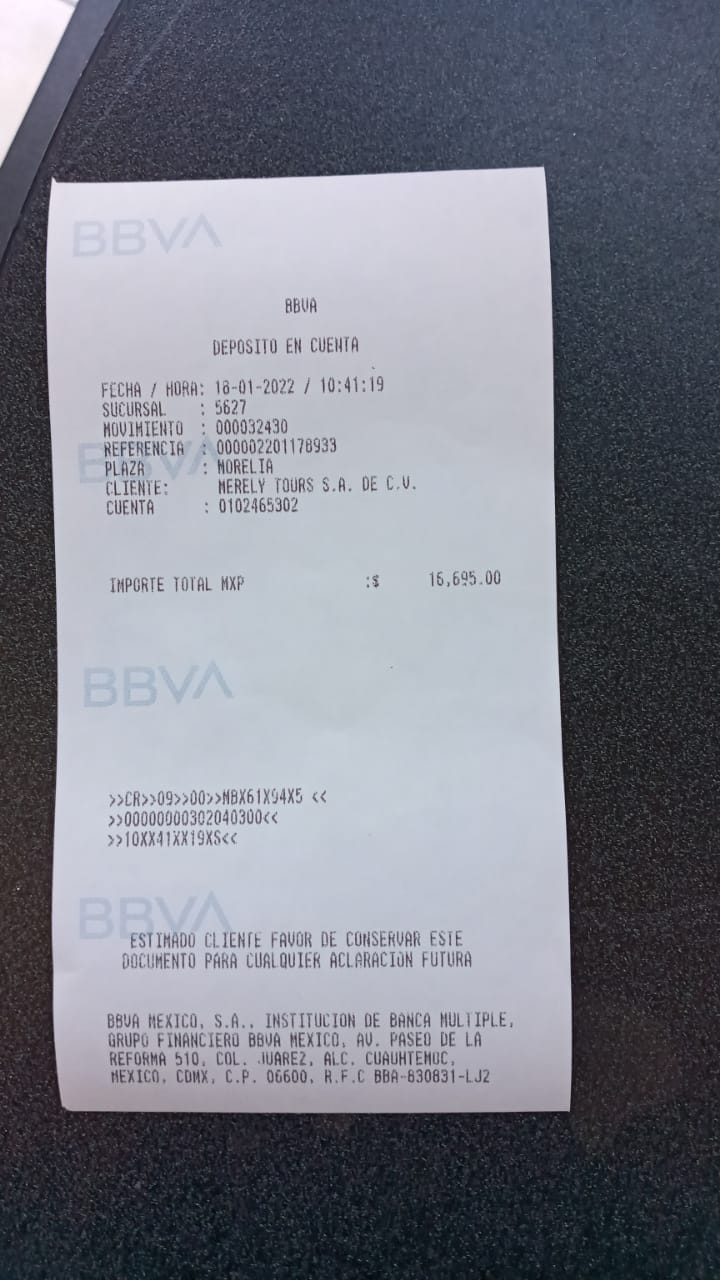 BBVA
BBVA
DEPOSITO EN CUENTA
FECHA / HORA: 18-01-2022 / 10:41:19
SUCURSAL : 5627
MOVIMIENTO : 000032430
REFERENCIA : 000002201178933
BBVA
PLAZA : MORELIA
CLIENTE: MERELY TOURS S.A. DE C.V.
CUENTA : 0102465302
IMPORTE TOTAL MXP :$ 16,695.00
BBVA
>>CR>>09>>00>>MBX61X94X5 <<
>>00000000302040300<<
>>10XX41XX19XS<<
BBVA
ESTIMADO CLIENTE FAVOR DE CONSERVAR ESTE
DOCUMENTO PARA CUALQUIER ACLARACION FUTURA
BBVA MEXICO, S.A., INSTITUCION DE BANCA MULTIPLE,
GRUPO FINANCIERO BBVA MEXICO, AV. PASEO DE LA
REFORMA 510, COL. JUAREZ, ALC. CUAUHTEMOC,
MEXICO, CDMX, C.P. 06600, R.F.C BBA-830831-LJ2